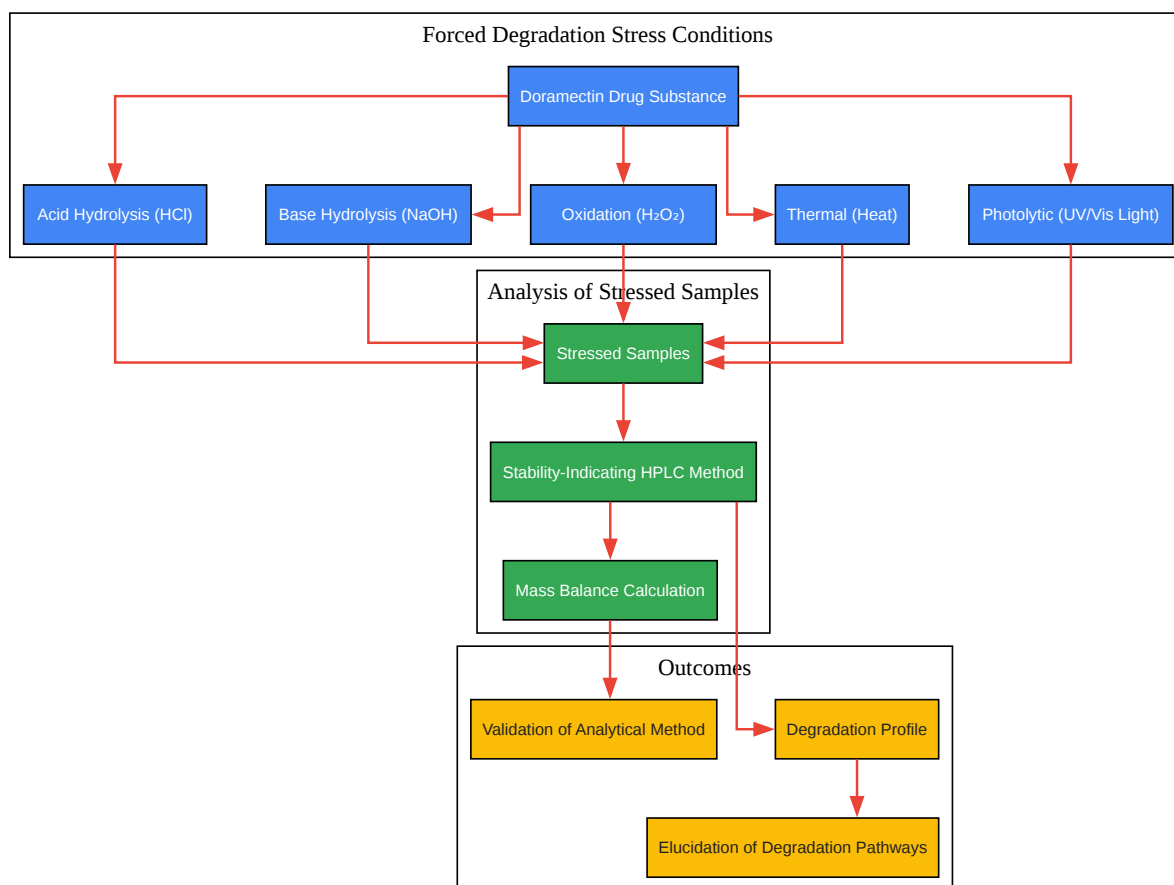 Forced Degradation Stress Conditions
Doramectin Drug Substance
Acid Hydrolysis (HCl)
Base Hydrolysis (NaOH)
Oxidation (H₂O₂)
Thermal (Heat)
Photolytic (UV/Vis Light)
Analysis of Stressed Samples
Stressed Samples
Stability-Indicating HPLC Method
Mass Balance Calculation
Outcomes
Validation of Analytical Method
Degradation Profile
Elucidation of Degradation Pathways